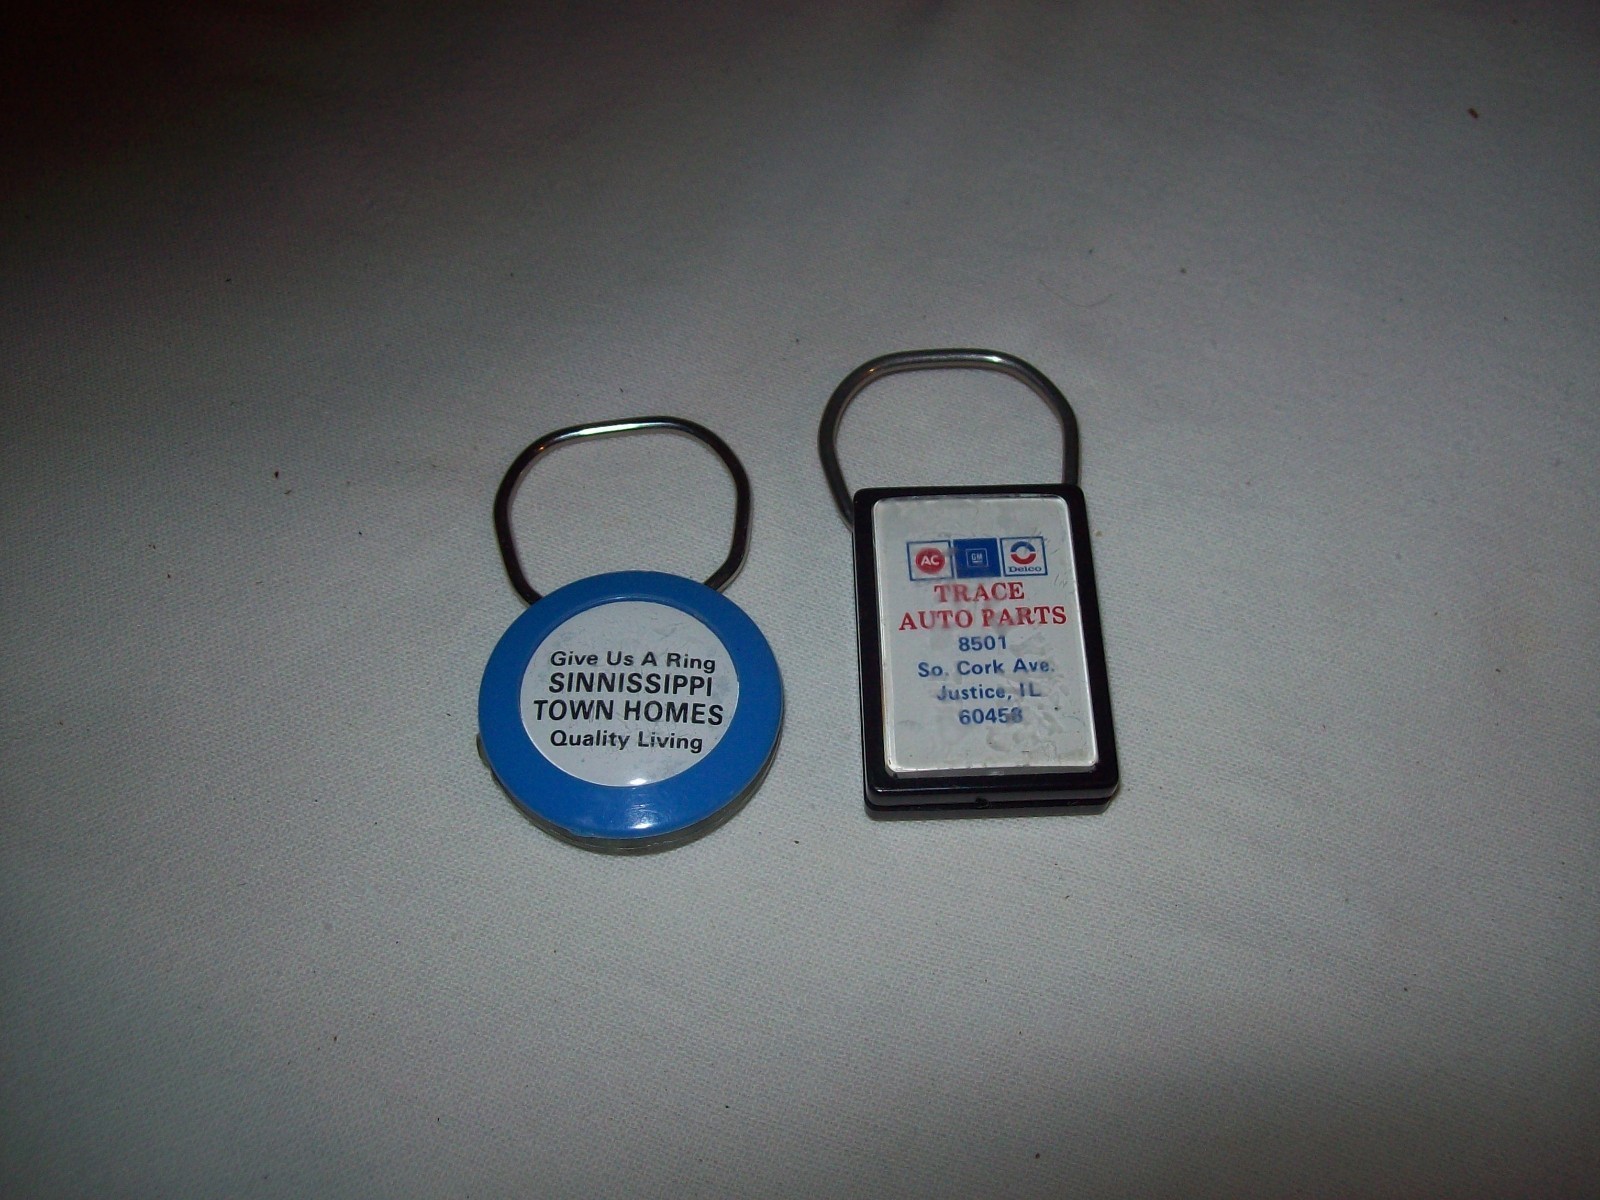 Give Us A Ring
SINNISSIPPI
TOWN HOMES
Quality Living
AC GM Delco
TRACE
AUTO PARTS
8501
So. Cork Ave.
Justice, IL
60458